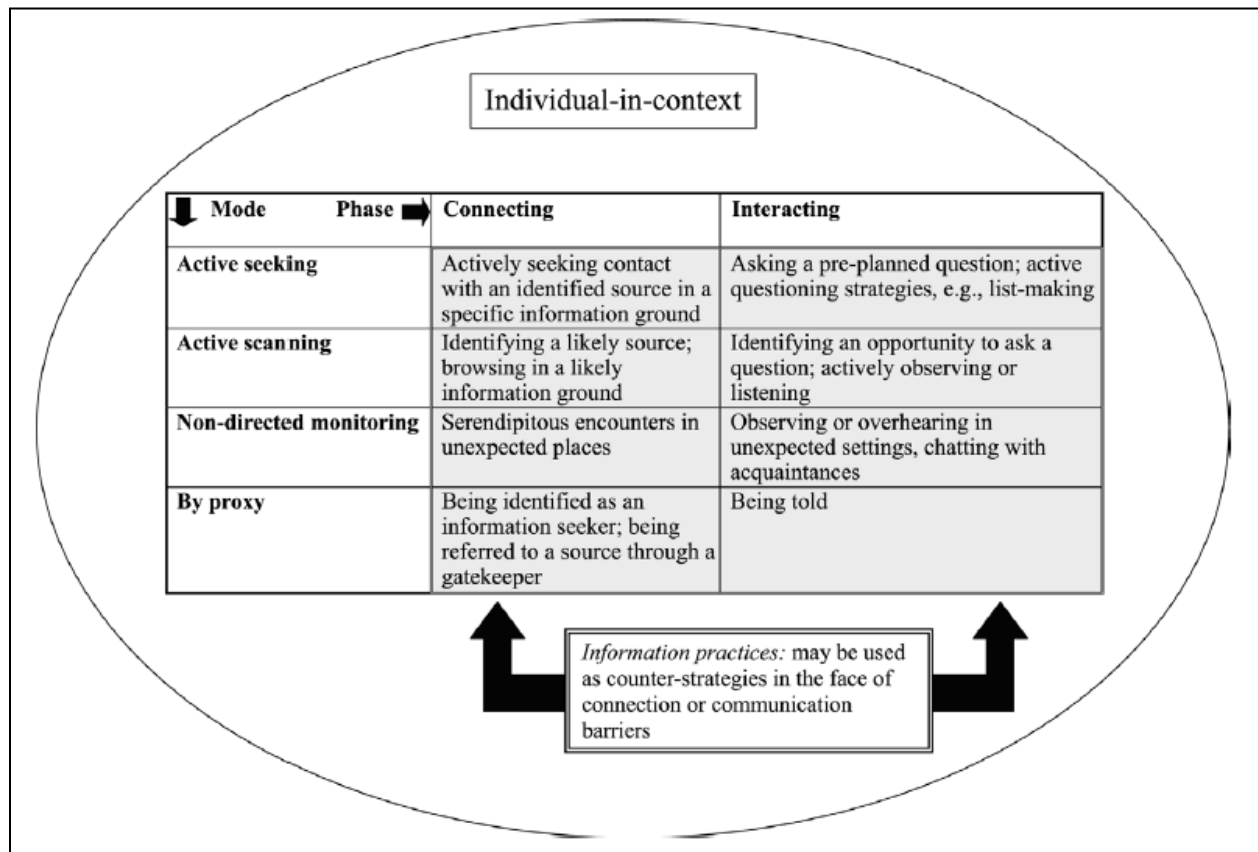 Individual-in-context
Mode Phase Connecting Interacting
Active seeking
Actively seeking contact
with an identified source in a
specific information ground
Asking a pre-planned question; active
questioning strategies, e.g., list-making
Active scanning
Identifying a likely source;
browsing in a likely
information ground
Identifying an opportunity to ask a
question; actively observing or
listening
Non-directed monitoring
Serendipitous encounters in
unexpected places
Observing or overhearing in
unexpected settings, chatting with
acquaintances
By proxy
Being identified as an
information seeker; being
referred to a source through a
gatekeeper
Being told
Information practices: may be used
as counter-strategies in the face of
connection or communication
barriers